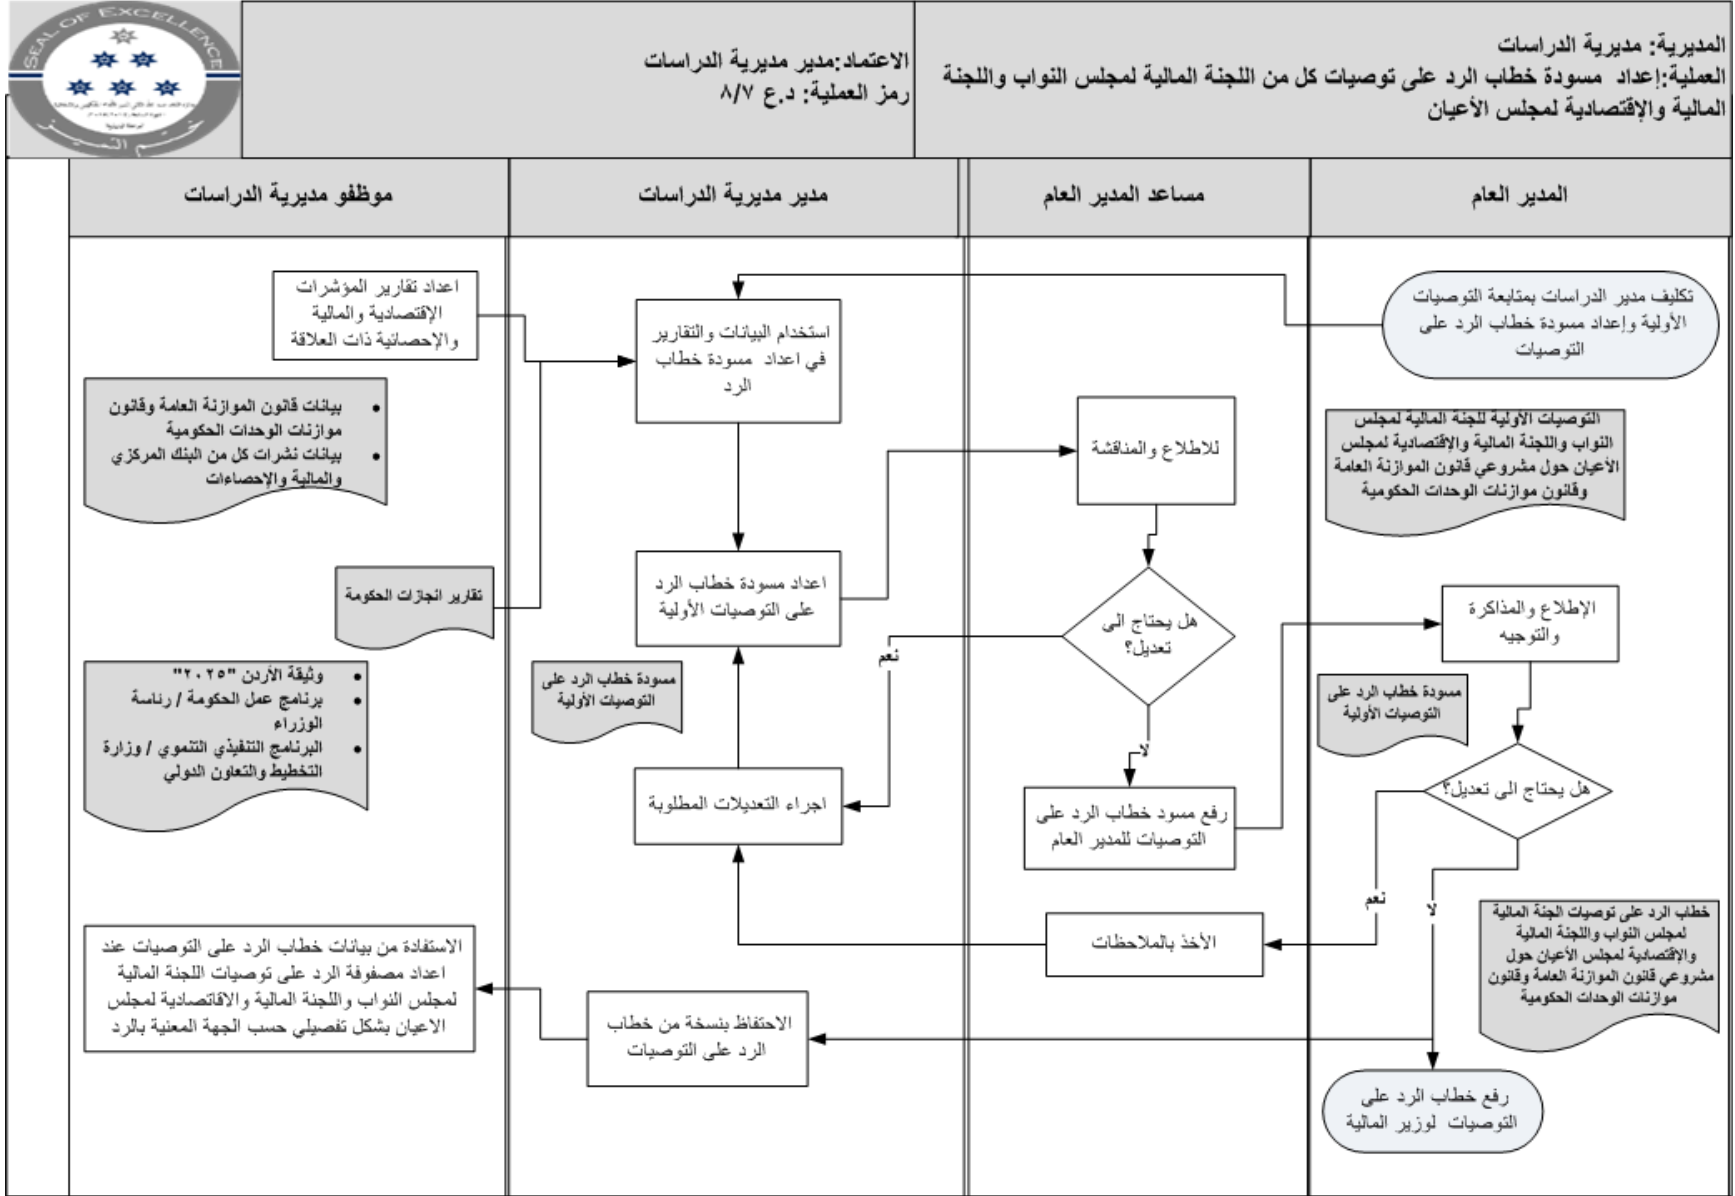 المديرية: مديرية الدراسات
العملية:إعداد مسودة خطاب الرد على توصيات كل من اللجنة المالية لمجلس النواب واللجنة
المالية والإقتصادية لمجلس الأعيان
الاعتماد:مدير مديرية الدراسات
رمز العملية: د.ع ٨/٧
SEAL OF EXCELLENCE
ختم التميز
المدير العام
مساعد المدير العام
مدير مديرية الدراسات
موظفو مديرية الدراسات
تكليف مدير الدراسات بمتابعة التوصيات
الأولية وإعداد مسودة خطاب الرد على
التوصيات
التوصيات الأولية للجنة المالية لمجلس
النواب واللجنة المالية والإقتصادية لمجلس
الأعيان حول مشروعي قانون الموازنة العامة
وقانون موازنات الوحدات الحكومية
الإطلاع والمذاكرة
والتوجيه
مسودة خطاب الرد على
التوصيات الأولية
هل يحتاج الى تعديل؟
نعم
لا
خطاب الرد على توصيات الجنة المالية
لمجلس النواب واللجنة المالية
والإقتصادية لمجلس الأعيان حول
مشروعي قانون الموازنة العامة وقانون
موازنات الوحدات الحكومية
رفع خطاب الرد على
التوصيات لوزير المالية
للاطلاع والمناقشة
هل يحتاج الى
تعديل؟
نعم
لا
رفع مسود خطاب الرد على
التوصيات للمدير العام
الأخذ بالملاحظات
استخدام البيانات والتقارير
في اعداد مسودة خطاب
الرد
اعداد مسودة خطاب الرد
على التوصيات الأولية
مسودة خطاب الرد على
التوصيات الأولية
اجراء التعديلات المطلوبة
الاحتفاظ بنسخة من خطاب
الرد على التوصيات
اعداد تقارير المؤشرات
الإقتصادية والمالية
والإحصائية ذات العلاقة
• بيانات قانون الموازنة العامة وقانون
موازنات الوحدات الحكومية
• بيانات نشرات كل من البنك المركزي
والمالية والإحصاءات
تقارير انجازات الحكومة
• وثيقة الأردن "٢٠٢٥"
• برنامج عمل الحكومة / رئاسة
الوزراء
• البرنامج التنفيذي التنموي / وزارة
التخطيط والتعاون الدولي
الاستفادة من بيانات خطاب الرد على التوصيات عند
اعداد مصفوفة الرد على توصيات اللجنة المالية
لمجلس النواب واللجنة المالية والاقاتصادية لمجلس
الاعيان بشكل تفصيلي حسب الجهة المعنية بالرد